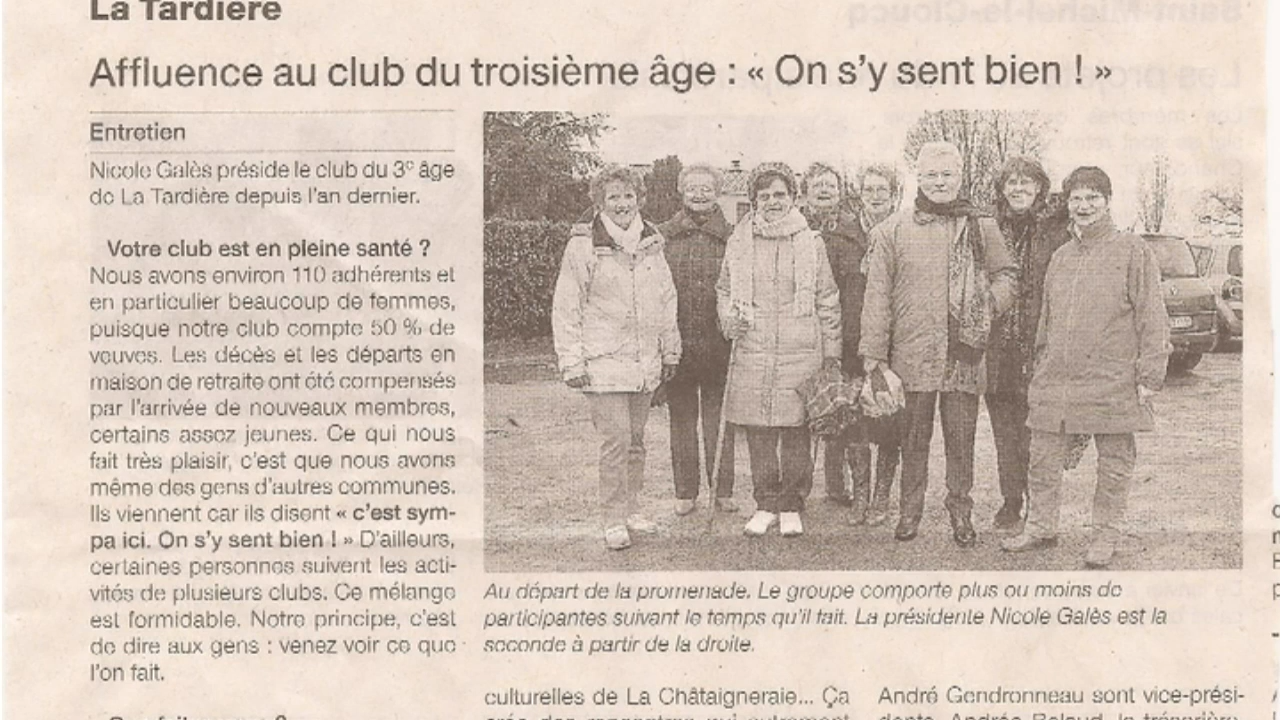 La Tardière
Affluence au club du troisième âge : « On s'y sent bien ! »
Entretien
Nicole Galès préside le club du 3e âge
de La Tardière depuis l'an dernier.
Votre club est en pleine santé ?
Nous avons environ 110 adhérents et
en particulier beaucoup de femmes,
puisque notre club compte 50 % de
veuves. Les décès et les départs en
maison de retraite ont été compensés
par l'arrivée de nouveaux membres,
certains assez jeunes. Ce qui nous
fait très plaisir, c'est que nous avons
même des gens d'autres communes.
Ils viennent car ils disent « c'est sym-
pa ici. On s'y sent bien ! » D'ailleurs,
certaines personnes suivent les acti-
vités de plusieurs clubs. Ce mélange
est formidable. Notre principe, c'est
de dire aux gens : venez voir ce que
l'on fait.
Au départ de la promenade. Le groupe comporte plus ou moins de
participantes suivant le temps qu'il fait. La présidente Nicole Galès est la
seconde à partir de la droite.
culturelles de La Châtaigneraie... Ça
André Gendronneau sont vice-prési-